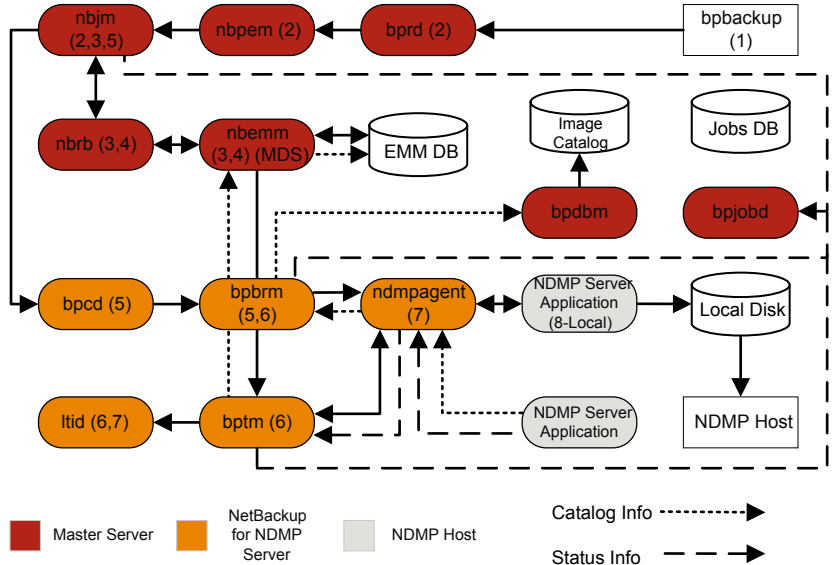 nbjm
(2,3,5)
nbpem (2)
bprd (2)
bpbackup
(1)
nbrb (3,4)
nbemm
(3,4) (MDS)
EMM DB
Image
Catalog
Jobs DB
bpdbm
bpjobd
bpcd (5)
bpbrm
(5,6)
ndmpagent
(7)
NDMP Server
Application
(8-Local)
Local Disk
ltid (6,7)
bptm (6)
NDMP Server
Application
NDMP Host
Master Server
NetBackup
for NDMP
Server
NDMP Host
Catalog Info
Status Info